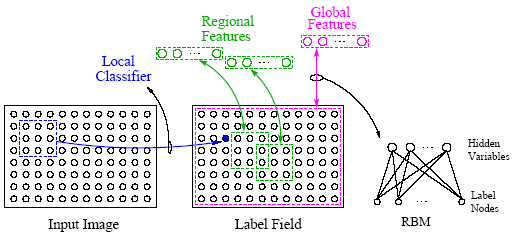 Global
Features
Regional
Features
Local
Classifier
Hidden
Variables
Label
Nodes
Input Image
Label Field
RBM